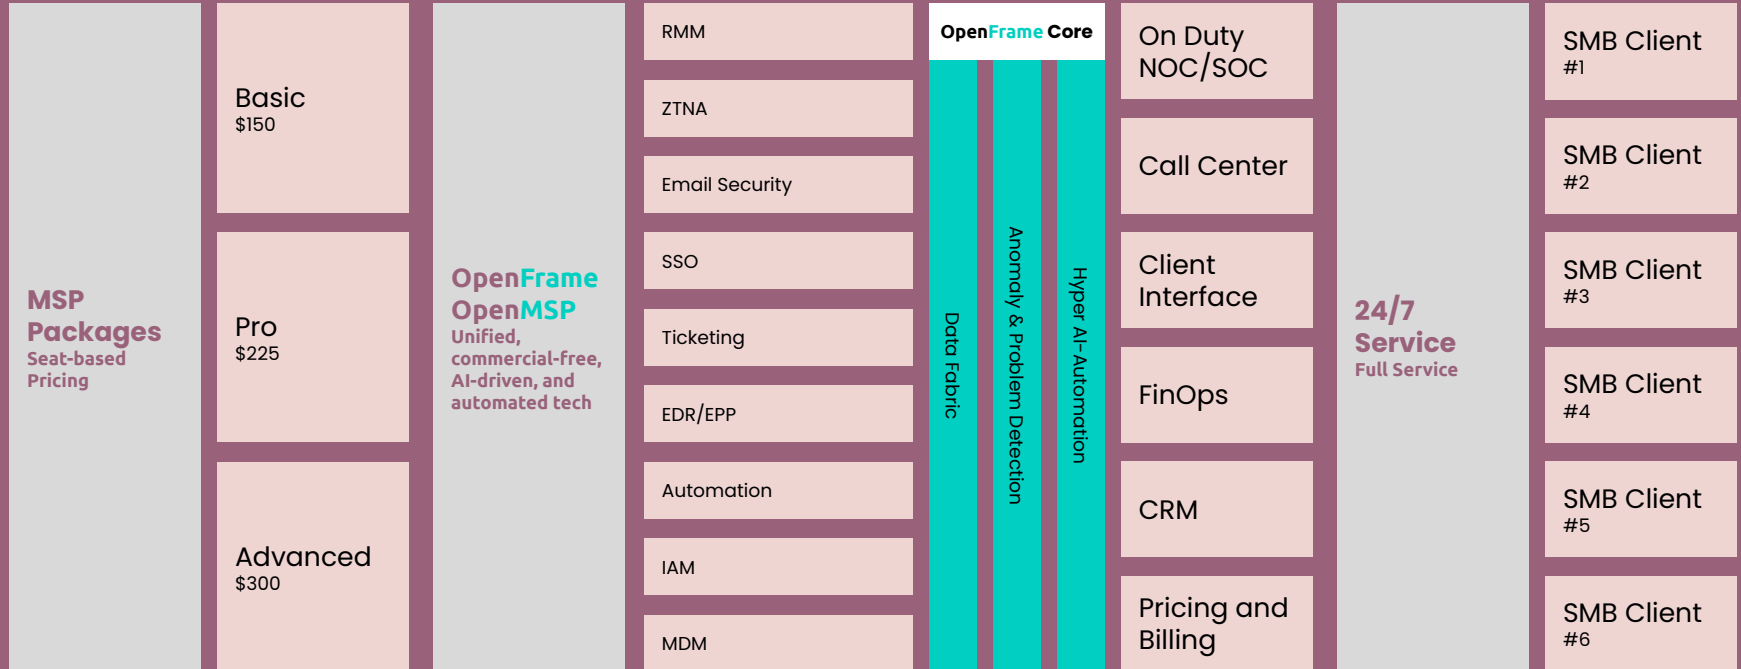 MSP
Packages
Seat-based
Pricing
Basic
$150
Pro
$225
Advanced
$300
OpenFrame
OpenMSP
Unified,
commercial-free,
AI-driven, and
automated tech
RMM
ZTNA
Email Security
SSO
Ticketing
EDR/EPP
Automation
IAM
MDM
OpenFrame Core
Data Fabric
Anomaly & Problem Detection
Hyper AI-Automation
On Duty
NOC/SOC
Call Center
Client
Interface
FinOps
CRM
Pricing and
Billing
24/7
Service
Full Service
SMB Client
#1
SMB Client
#2
SMB Client
#3
SMB Client
#4
SMB Client
#5
SMB Client
#6